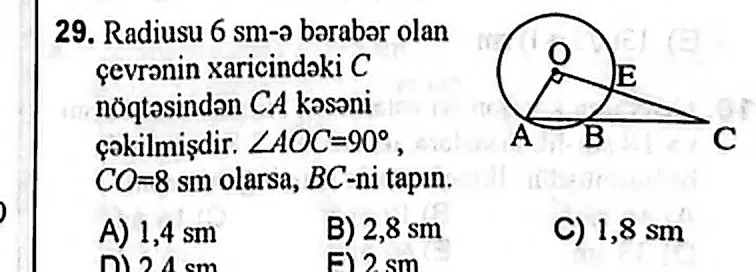 29. Radiusu 6 sm-ə bərabər olan
çevrənin xaricindəki C
nöqtəsindən CA kəsəni
çəkilmişdir. ∠AOC=90°,
CO=8 sm olarsa, BC-ni tapın.
A) 1,4 sm B) 2,8 sm C) 1,8 sm
D) 2,4 sm E) 2 sm
O
E
A B C